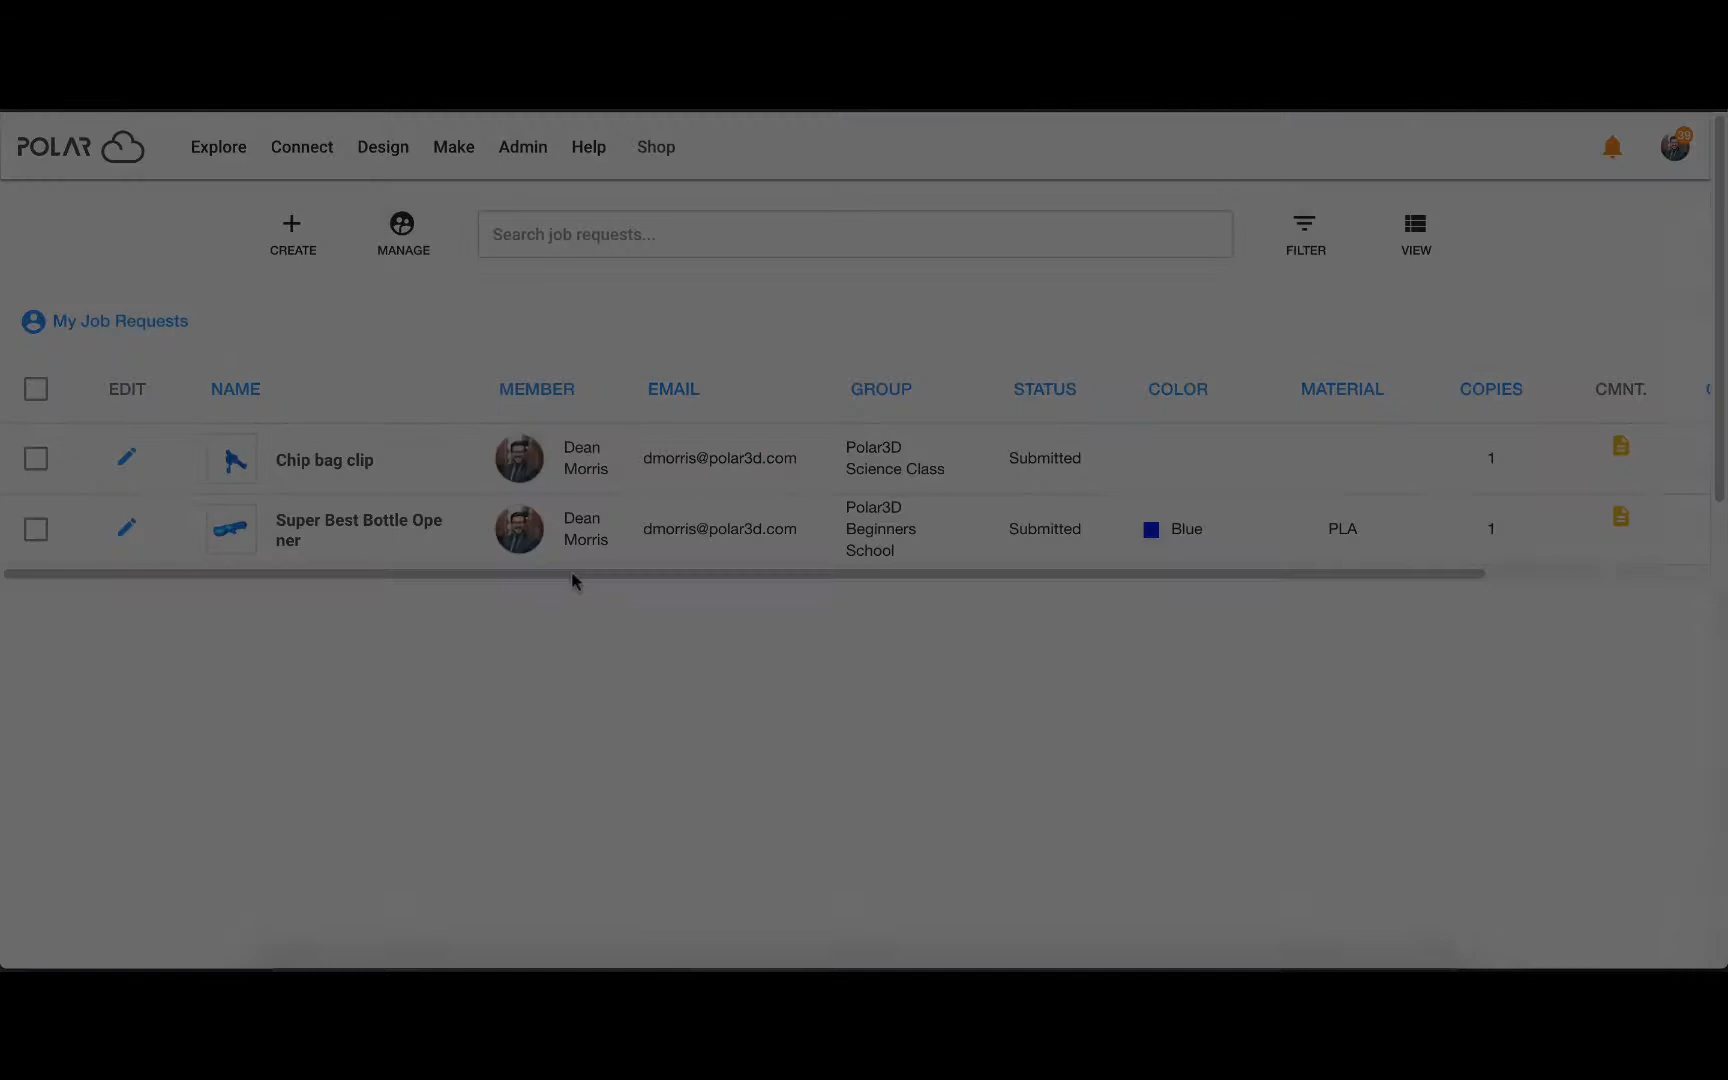 POLAR Explore Connect Design Make Admin Help Shop 39
CREATE MANAGE Search job requests... FILTER VIEW
My Job Requests
EDIT NAME MEMBER EMAIL GROUP STATUS COLOR MATERIAL COPIES CMNT.
Chip bag clip
Dean
Morris
dmorris@polar3d.com
Polar3D
Science Class
Submitted
1
Super Best Bottle Ope
ner
Dean
Morris
dmorris@polar3d.com
Polar3D
Beginners
School
Submitted
Blue
PLA
1